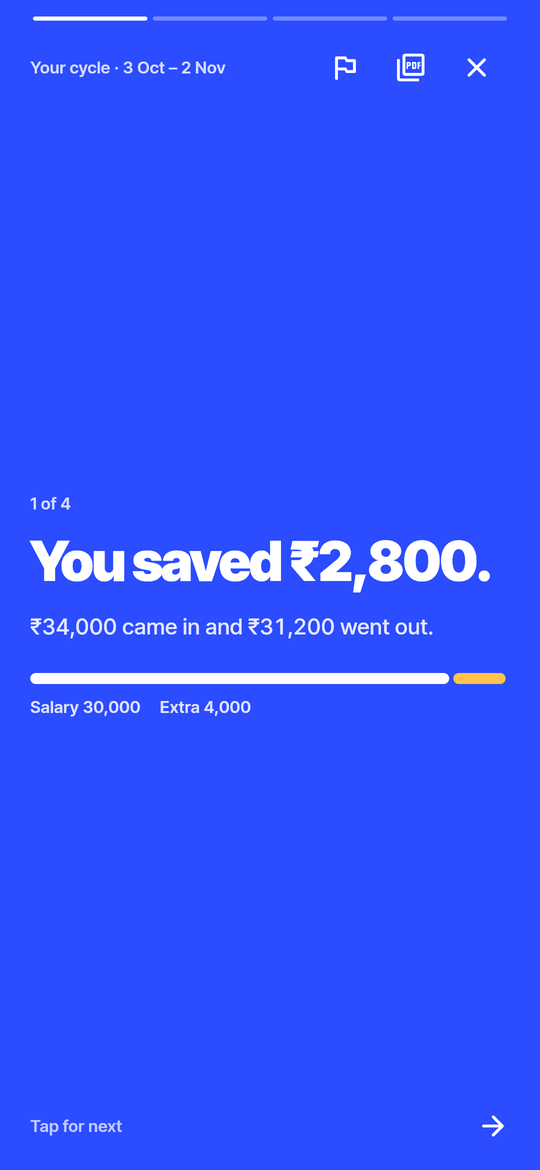 Your cycle · 3 Oct – 2 Nov
PDF
1 of 4
You saved ₹2,800.
₹34,000 came in and ₹31,200 went out.
Salary 30,000 Extra 4,000
Tap for next